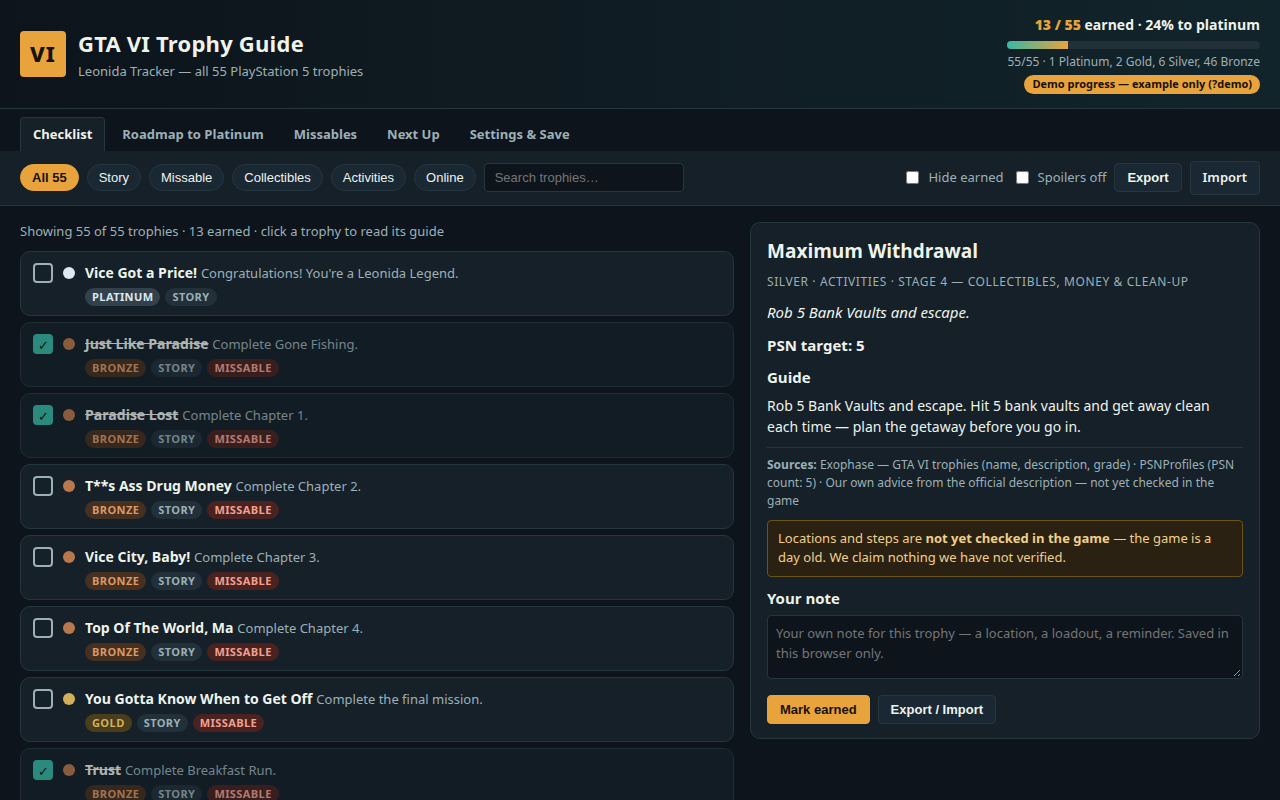 VI
GTA VI Trophy Guide
Leonida Tracker — all 55 PlayStation 5 trophies
13 / 55 earned · 24% to platinum
55/55 · 1 Platinum, 2 Gold, 6 Silver, 46 Bronze
Demo progress — example only (?demo)
Checklist
Roadmap to Platinum
Missables
Next Up
Settings & Save
All 55
Story
Missable
Collectibles
Activities
Online
Search trophies…
Hide earned
Spoilers off
Export
Import
Showing 55 of 55 trophies · 13 earned · click a trophy to read its guide
Vice Got a Price! Congratulations! You're a Leonida Legend.
PLATINUM STORY
✓ Just Like Paradise Complete Gone Fishing.
BRONZE STORY MISSABLE
✓ Paradise Lost Complete Chapter 1.
BRONZE STORY MISSABLE
T**s Ass Drug Money Complete Chapter 2.
BRONZE STORY MISSABLE
Vice City, Baby! Complete Chapter 3.
BRONZE STORY MISSABLE
Top Of The World, Ma Complete Chapter 4.
BRONZE STORY MISSABLE
You Gotta Know When to Get Off Complete the final mission.
GOLD STORY MISSABLE
✓ Trust Complete Breakfast Run.
BRONZE STORY MISSABLE
Maximum Withdrawal
SILVER · ACTIVITIES · STAGE 4 — COLLECTIBLES, MONEY & CLEAN-UP
Rob 5 Bank Vaults and escape.
PSN target: 5
Guide
Rob 5 Bank Vaults and escape. Hit 5 bank vaults and get away clean
each time — plan the getaway before you go in.
Sources: Exophase — GTA VI trophies (name, description, grade) · PSNProfiles (PSN
count: 5) · Our own advice from the official description — not yet checked in the
game
Locations and steps are not yet checked in the game — the game is a
day old. We claim nothing we have not verified.
Your note
Your own note for this trophy — a location, a loadout, a reminder. Saved in
this browser only.
Mark earned
Export / Import